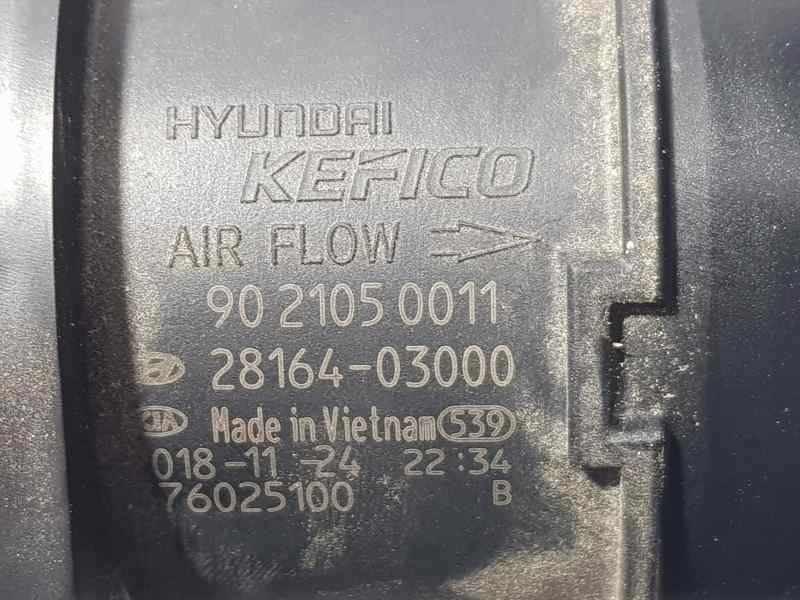 HYUNDAI
KEFICO
AIR FLOW
90 2105 0011
28164-03000
KIA Made in Vietnam 539
018-11-24 22:34
76025100 B